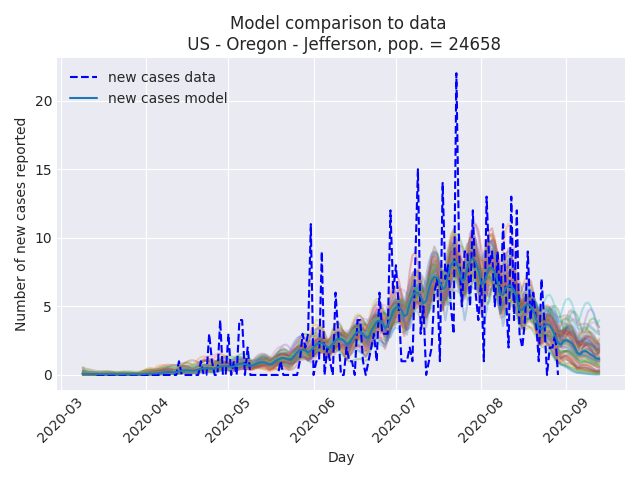 Model comparison to data
US - Oregon - Jefferson, pop. = 24658
new cases data
new cases model
Number of new cases reported
20
15
10
5
0
2020-03
2020-04
2020-05
2020-06
2020-07
2020-08
2020-09
Day